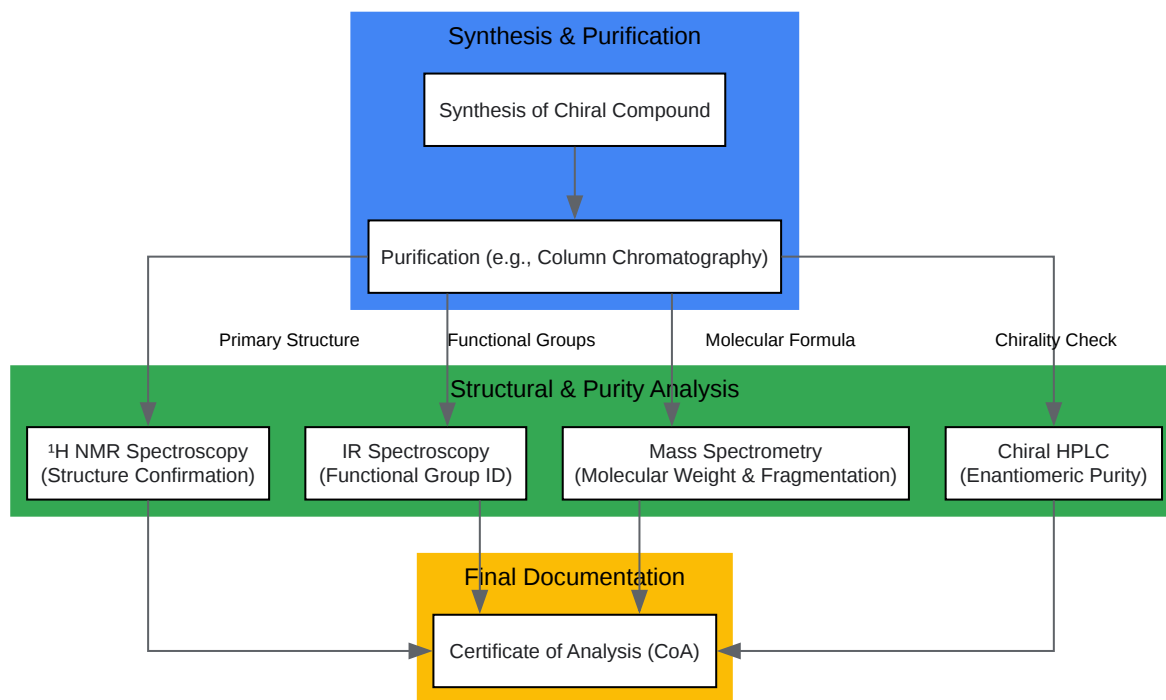 Synthesis & Purification
Synthesis of Chiral Compound
Purification (e.g., Column Chromatography)
Primary Structure
Functional Groups
Molecular Formula
Chirality Check
Structural & Purity Analysis
¹H NMR Spectroscopy
(Structure Confirmation)
IR Spectroscopy
(Functional Group ID)
Mass Spectrometry
(Molecular Weight & Fragmentation)
Chiral HPLC
(Enantiomeric Purity)
Final Documentation
Certificate of Analysis (CoA)